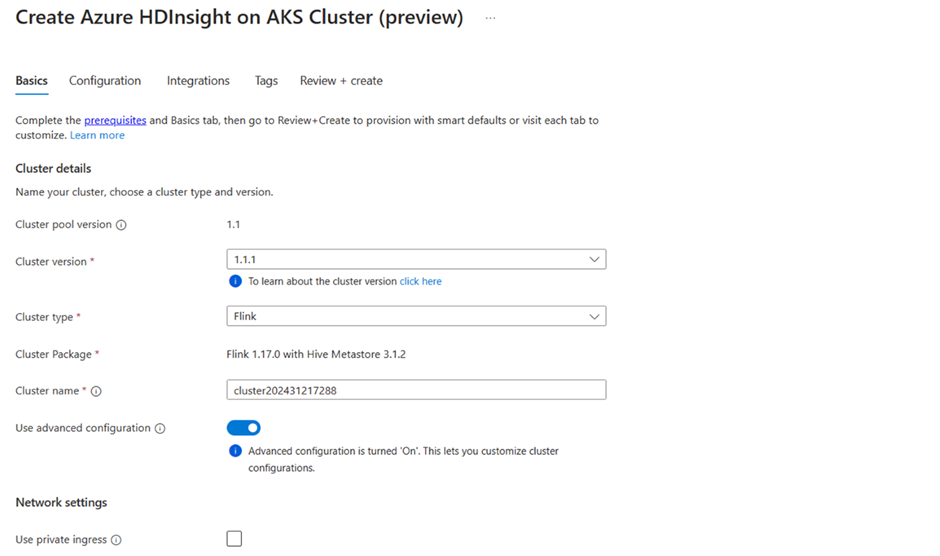 Create Azure HDInsight on AKS Cluster (preview) ...
Basics Configuration Integrations Tags Review + create
Complete the prerequisites and Basics tab, then go to Review+Create to provision with smart defaults or visit each tab to
customize. Learn more
Cluster details
Name your cluster, choose a cluster type and version.
Cluster pool version 1.1
Cluster version * 1.1.1
To learn about the cluster version click here
Cluster type * Flink
Cluster Package * Flink 1.17.0 with Hive Metastore 3.1.2
Cluster name * cluster202431217288
Use advanced configuration
Advanced configuration is turned 'On'. This lets you customize cluster
configurations.
Network settings
Use private ingress